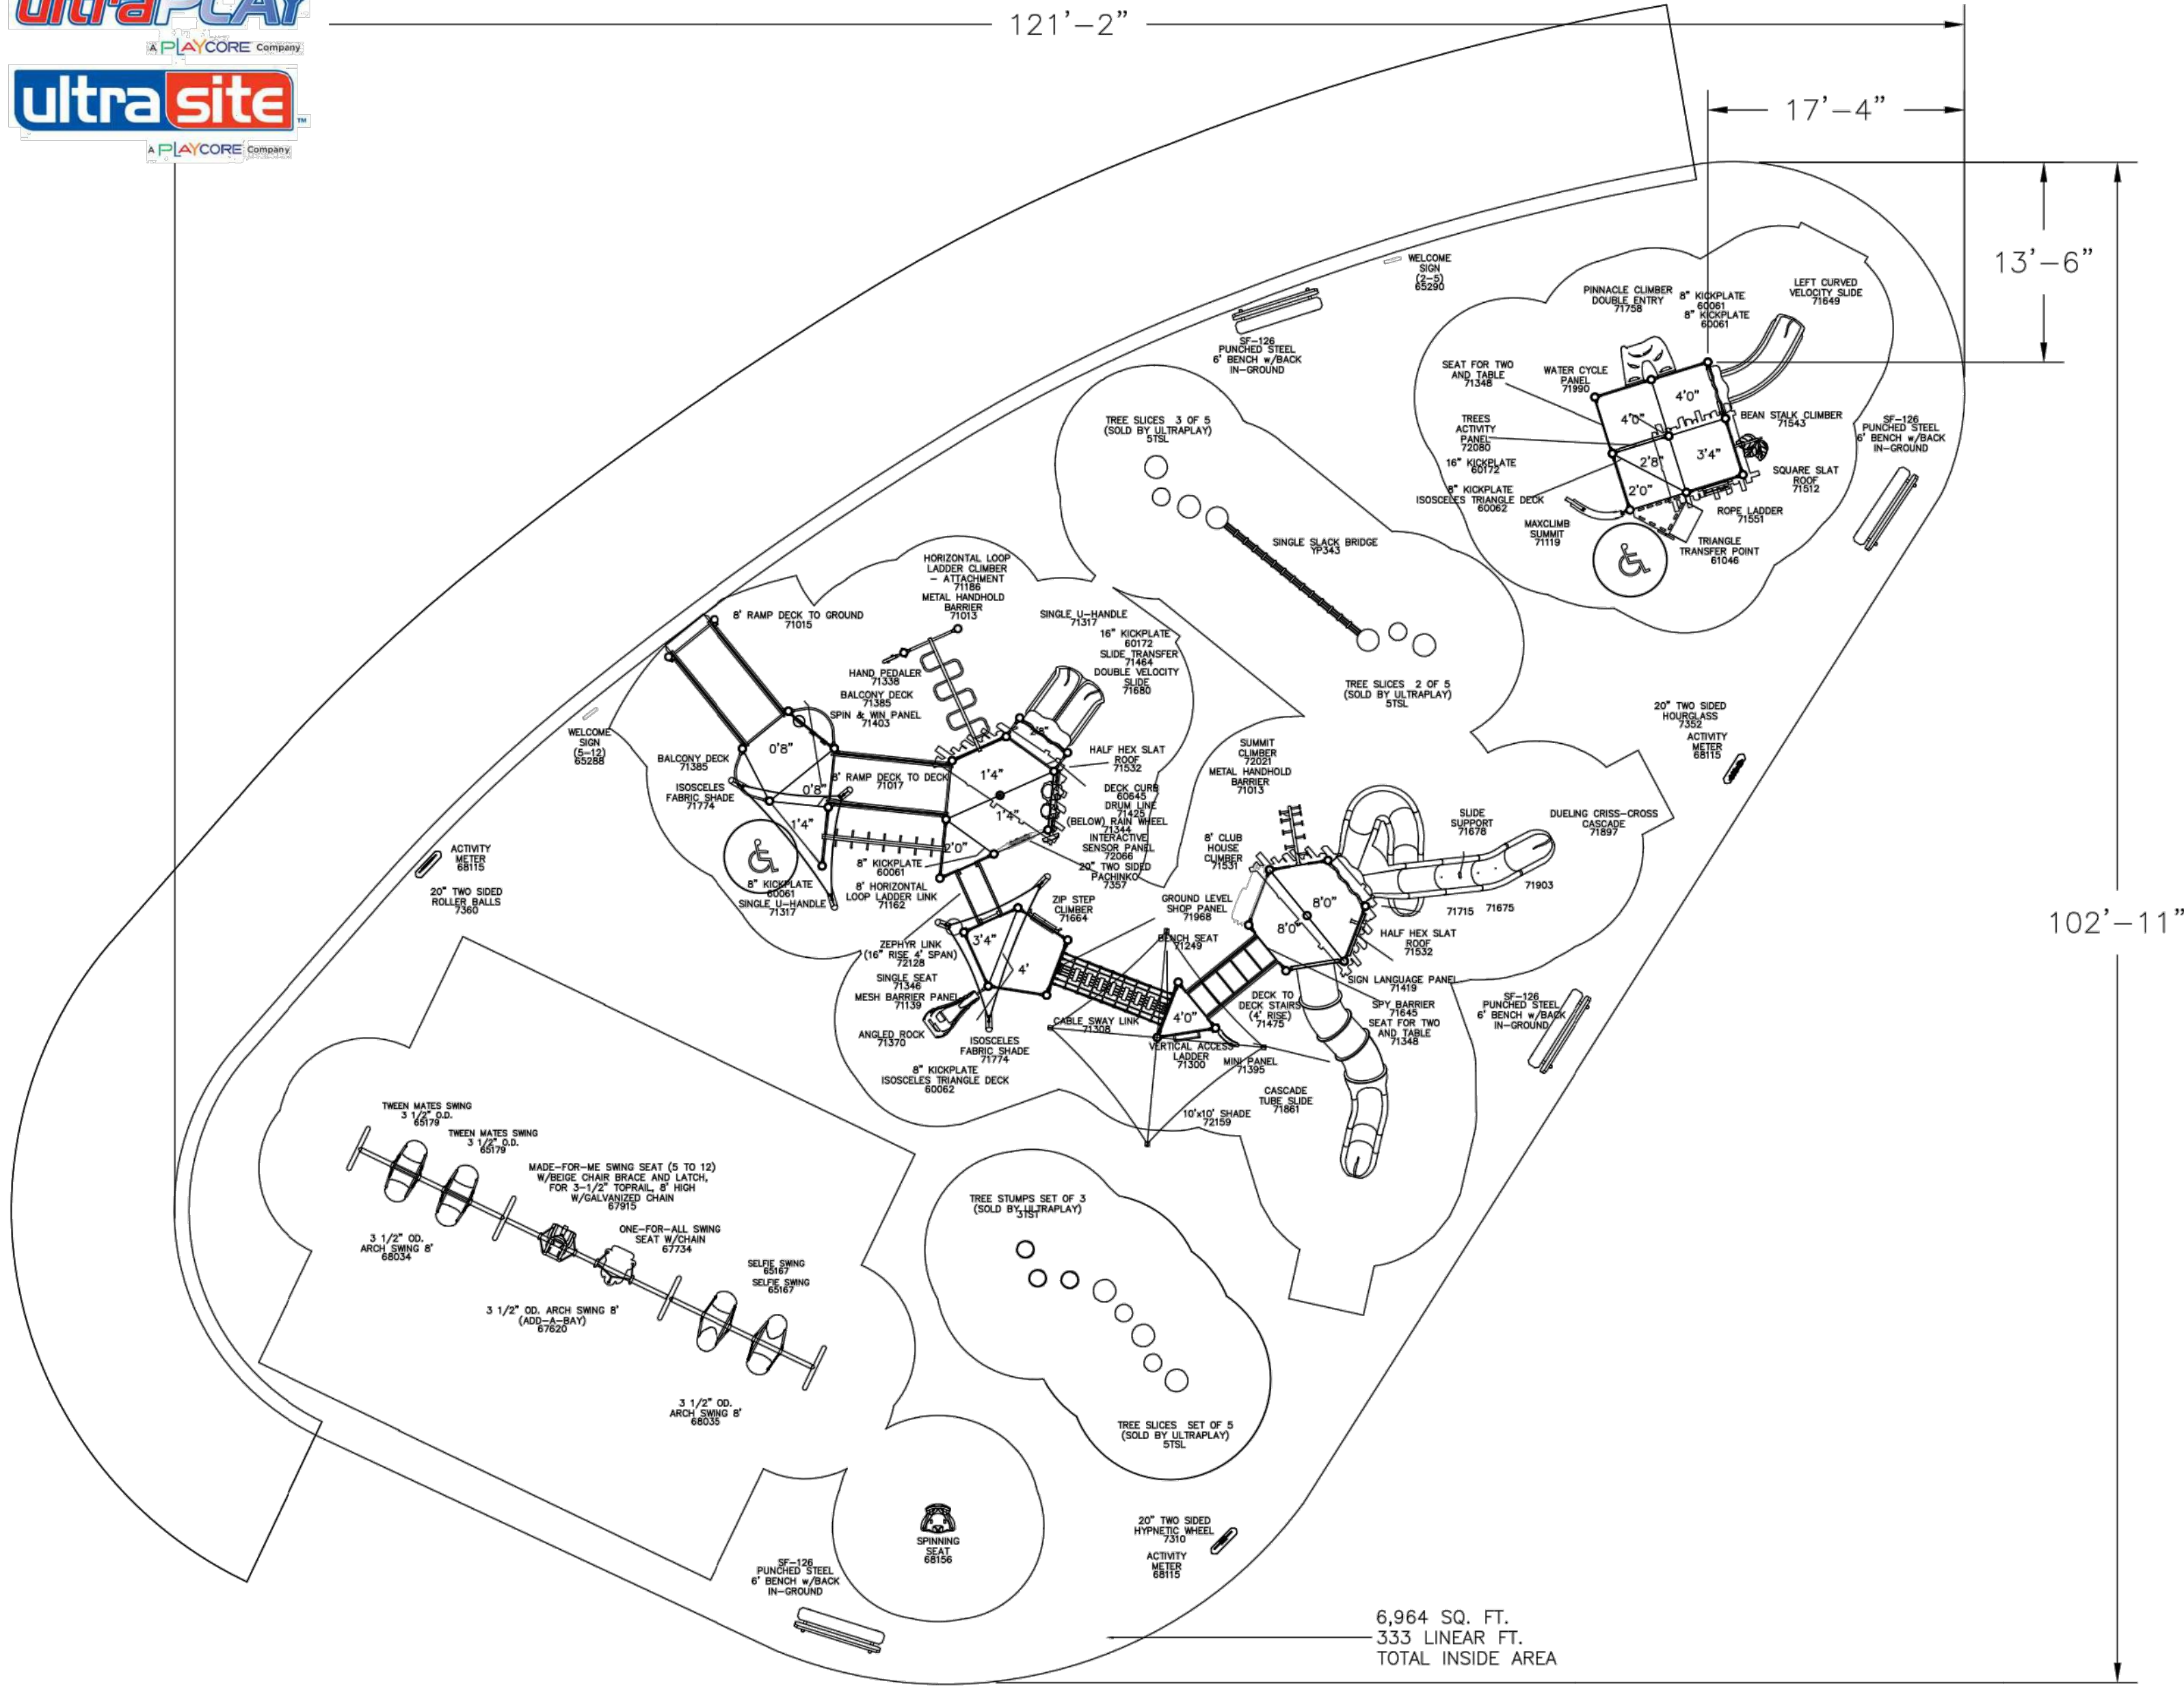 ultraPLAY
A PLAYCORE Company
ultrasite™
A PLAYCORE Company
121'-2"
17'-4"
13'-6"
102'-11"
WELCOME
SIGN
(2-5)
65290
SF-126
PUNCHED STEEL
6' BENCH w/BACK
IN-GROUND
PINNACLE CLIMBER
DOUBLE ENTRY
71758
8" KICKPLATE
60061
8" KICKPLATE
60061
LEFT CURVED
VELOCITY SLIDE
71649
SEAT FOR TWO
AND TABLE
71348
WATER CYCLE
PANEL
71990
4'0"
4'0"
TREES
ACTIVITY
PANEL
72080
BEAN STALK CLIMBER
71543
SF-126
PUNCHED STEEL
6' BENCH w/BACK
IN-GROUND
16" KICKPLATE
60172
2'8"
3'4"
8" KICKPLATE
ISOSCELES TRIANGLE DECK
60062
2'0"
SQUARE SLAT
ROOF
71512
ROPE LADDER
71551
MAXCLIMB
SUMMIT
71119
TRIANGLE
TRANSFER POINT
61046
TREE SLICES 3 OF 5
(SOLD BY ULTRAPLAY)
5TSL
SINGLE SLACK BRIDGE
YP343
TREE SLICES 2 OF 5
(SOLD BY ULTRAPLAY)
5TSL
20" TWO SIDED
HOURGLASS
7352
ACTIVITY
METER
68115
HORIZONTAL LOOP
LADDER CLIMBER
- ATTACHMENT
71186
METAL HANDHOLD
BARRIER
71013
8' RAMP DECK TO GROUND
71015
SINGLE U-HANDLE
71317
16" KICKPLATE
60172
SLIDE TRANSFER
71464
DOUBLE VELOCITY
SLIDE
71680
HAND PEDALER
71338
BALCONY DECK
71385
SPIN & WIN PANEL
71403
WELCOME
SIGN
(5-12)
65288
0'8"
2'8"
BALCONY DECK
71385
ISOSCELES
FABRIC SHADE
71774
0'8"
8' RAMP DECK TO DECK
71017
1'4"
HALF HEX SLAT
ROOF
71532
DECK CURB
60645
DRUM LINE
71425
(BELOW) RAIN WHEEL
71344
INTERACTIVE
SENSOR PANEL
72066
20" TWO SIDED
PACHINKO
7357
1'4"
1'4"
2'0"
8" KICKPLATE
60061
8" KICKPLATE
60061
SINGLE U-HANDLE
71317
8' HORIZONTAL
LOOP LADDER LINK
71162
ACTIVITY
METER
68115
20" TWO SIDED
ROLLER BALLS
7360
SUMMIT
CLIMBER
72021
METAL HANDHOLD
BARRIER
71013
8' CLUB
HOUSE
CLIMBER
71531
SLIDE
SUPPORT
71678
DUELING CRISS-CROSS
CASCADE
71897
71903
71715
71675
8'0"
8'0"
HALF HEX SLAT
ROOF
71532
ZIP STEP
CLIMBER
71664
GROUND LEVEL
SHOP PANEL
71968
BENCH SEAT
71249
3'4"
4'
ZEPHYR LINK
(16" RISE 4' SPAN)
72128
SINGLE SEAT
71346
MESH BARRIER PANEL
71139
ANGLED ROCK
71370
ISOSCELES
FABRIC SHADE
71774
8" KICKPLATE
ISOSCELES TRIANGLE DECK
60062
CABLE SWAY LINK
71308
4'0"
DECK TO
DECK STAIRS
(4' RISE)
71475
SIGN LANGUAGE PANEL
71419
SPY BARRIER
71645
SEAT FOR TWO
AND TABLE
71348
VERTICAL ACCESS
LADDER
71300
MINI PANEL
71395
CASCADE
TUBE SLIDE
71861
10'x10' SHADE
72159
SF-126
PUNCHED STEEL
6' BENCH w/BACK
IN-GROUND
TWEEN MATES SWING
3 1/2" O.D.
65179
TWEEN MATES SWING
3 1/2" O.D.
65179
MADE-FOR-ME SWING SEAT (5 TO 12)
W/BEIGE CHAIR BRACE AND LATCH,
FOR 3-1/2" TOPRAIL, 8' HIGH
W/GALVANIZED CHAIN
67915
ONE-FOR-ALL SWING
SEAT W/CHAIN
67734
3 1/2" OD.
ARCH SWING 8'
68034
SELFIE SWING
65167
SELFIE SWING
65167
3 1/2" OD. ARCH SWING 8'
(ADD-A-BAY)
67620
3 1/2" OD.
ARCH SWING 8'
68035
TREE STUMPS SET OF 3
(SOLD BY ULTRAPLAY)
3TST
TREE SLICES SET OF 5
(SOLD BY ULTRAPLAY)
5TSL
SPINNING
SEAT
68156
20" TWO SIDED
HYPNETIC WHEEL
7310
ACTIVITY
METER
68115
SF-126
PUNCHED STEEL
6' BENCH w/BACK
IN-GROUND
6,964 SQ. FT.
333 LINEAR FT.
TOTAL INSIDE AREA